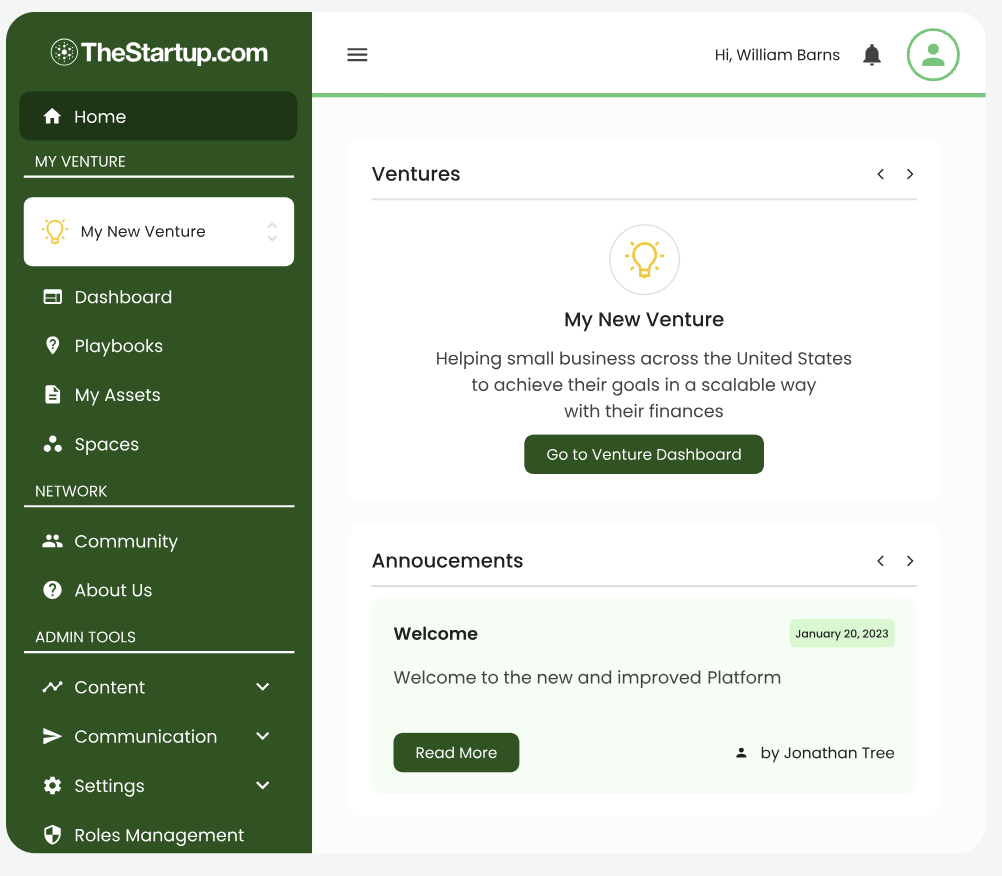 TheStartup.com
Home
MY VENTURE
My New Venture
Dashboard
Playbooks
My Assets
Spaces
NETWORK
Community
About Us
ADMIN TOOLS
Content
Communication
Settings
Roles Management
Hi, William Barns
Ventures
My New Venture
Helping small business across the United States
to achieve their goals in a scalable way
with their finances
Go to Venture Dashboard
Annoucements
Welcome
January 20, 2023
Welcome to the new and improved Platform
Read More
by Jonathan Tree